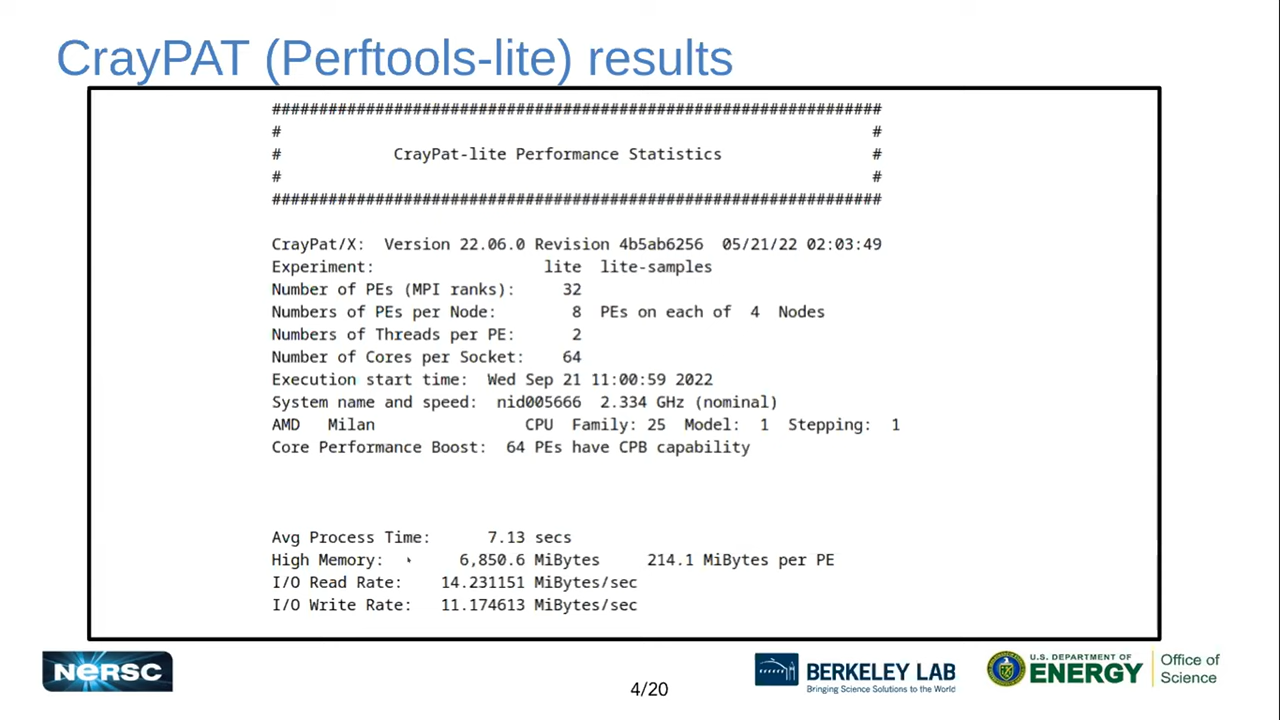 CrayPAT (Perftools-lite) results
#################################################################
#                                                               #
#            CrayPat-lite Performance Statistics                #
#                                                               #
#################################################################
CrayPat/X:  Version 22.06.0 Revision 4b5ab6256  05/21/22 02:03:49
Experiment:                  lite  lite-samples
Number of PEs (MPI ranks):     32
Numbers of PEs per Node:        8  PEs on each of  4  Nodes
Numbers of Threads per PE:      2
Number of Cores per Socket:    64
Execution start time:  Wed Sep 21 11:00:59 2022
System name and speed:  nid005666  2.334 GHz (nominal)
AMD   Milan                CPU  Family: 25  Model:  1  Stepping:  1
Core Performance Boost:  64 PEs have CPB capability
Avg Process Time:      7.13 secs
High Memory:        6,850.6 MiBytes     214.1 MiBytes per PE
I/O Read Rate:    14.231151 MiBytes/sec
I/O Write Rate:   11.174613 MiBytes/sec
NERSC
4/20
BERKELEY LAB
Bringing Science Solutions to the World
U.S. DEPARTMENT OF
ENERGY
Office of
Science